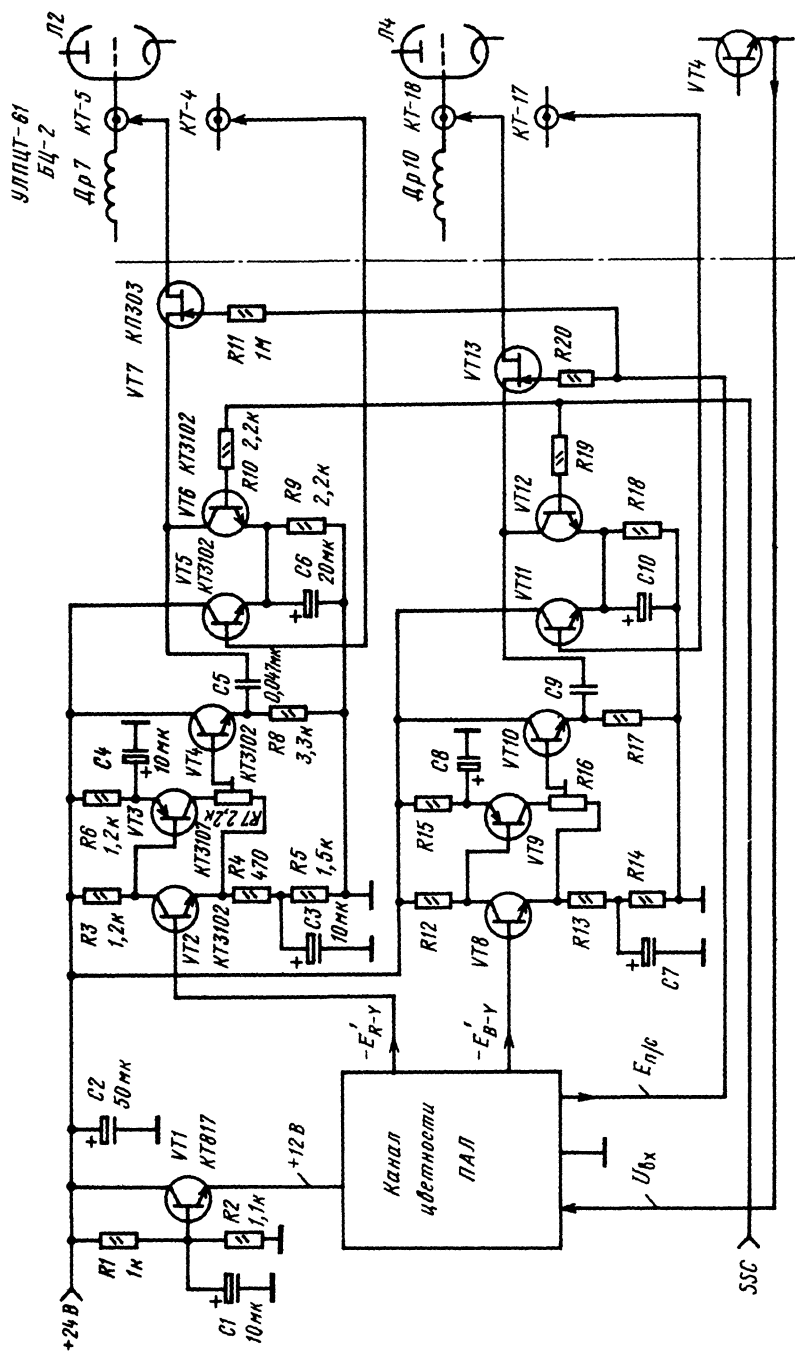 УЛПЦТ-61
БЦ-2
+24В
R1
1к
C1
10мк
R2
1,1к
VT1
КТ817
C2
50мк
+12В
Канал
цветности
ПАЛ
Uвх
SSC
-E'R-Y
-E'B-Y
Eп/с
R3
1,2к
VT2
КТ3102
R6
1,2к
VT3
КТ3107
C4
10мк
R7 2,2к
R4
470
R5
1,5к
C3
10мк
VT4
КТ3102
R8
3,3к
C5
0,047мк
VT5
КТ3102
C6
20мк
VT6
КТ3102
R10 2,2к
R9
2,2к
VT7
КП303
R11
1М
Др7
КТ-5
КТ-4
Л2
R12
VT8
R13
R14
C7
R15
VT9
C8
R16
VT10
R17
C9
VT11
C10
VT12
R18
R19
VT13
R20
Др10
КТ-18
КТ-17
Л4
VT4